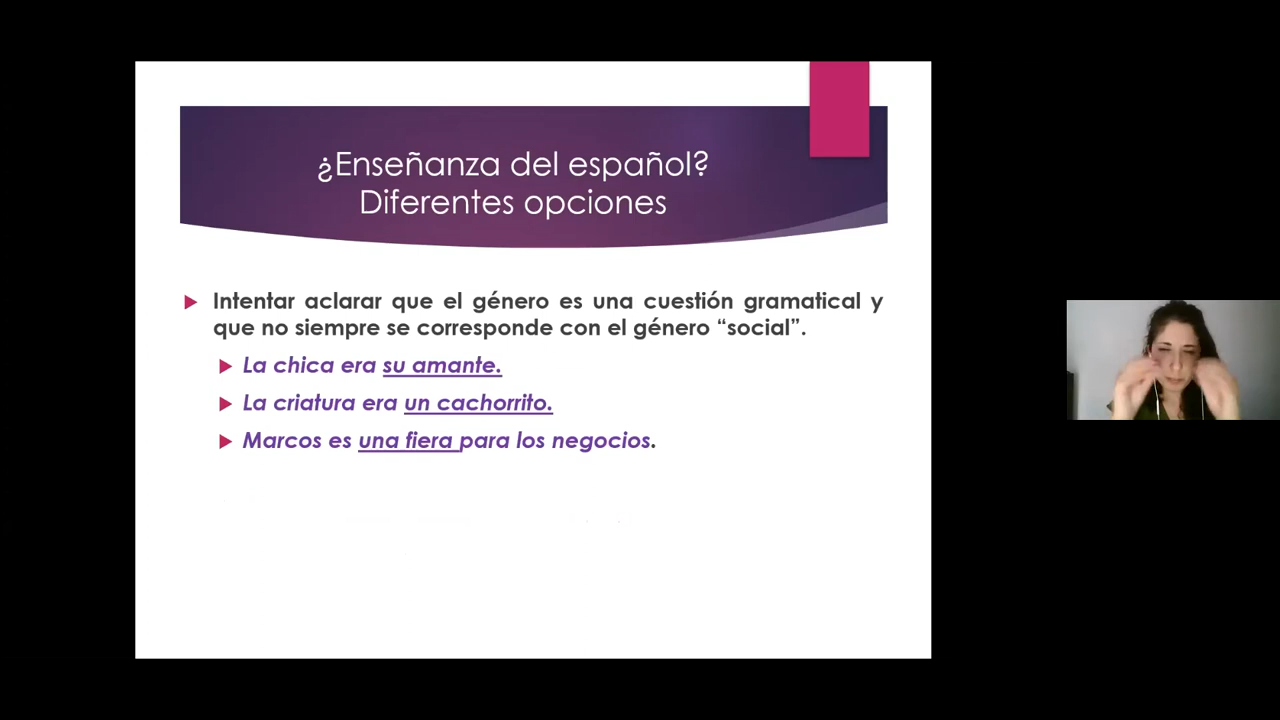 ¿Enseñanza del español?
Diferentes opciones
Intentar aclarar que el género es una cuestión gramatical y
que no siempre se corresponde con el género “social”.
La chica era su amante.
La criatura era un cachorrito.
Marcos es una fiera para los negocios.